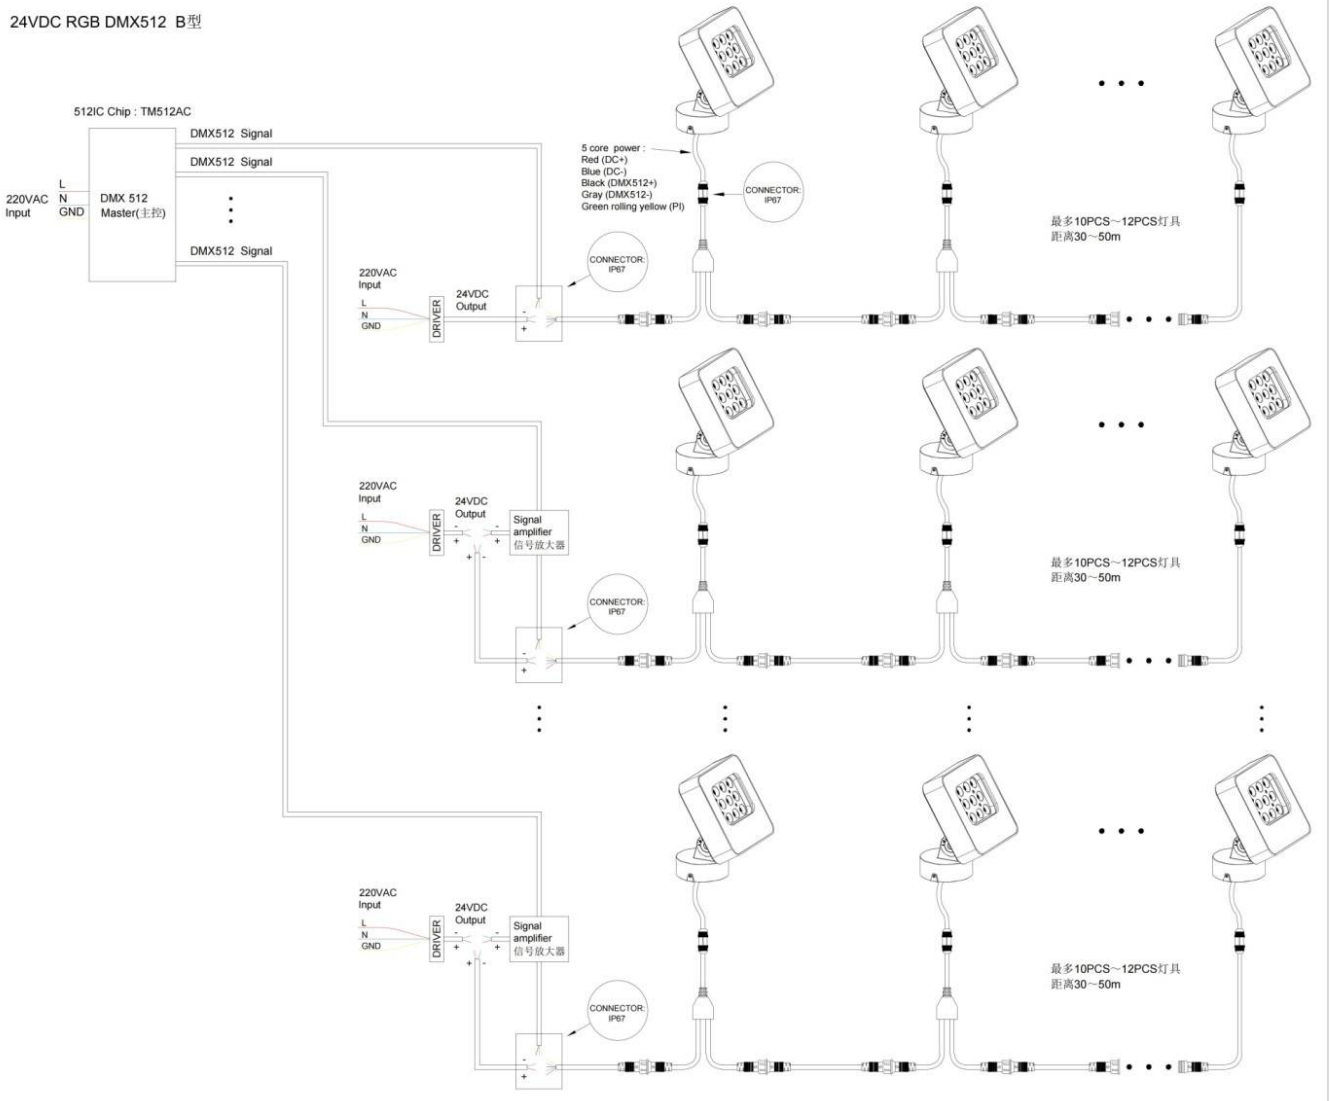 24VDC RGB DMX512 B型
512IC Chip : TM512AC
DMX512 Signal
DMX512 Signal
DMX512 Signal
220VAC
Input
L
N
GND
DMX 512
Master(主控)
5 core power :
Red (DC+)
Blue (DC-)
Black (DMX512+)
Gray (DMX512-)
Green rolling yellow (PI)
CONNECTOR:
IP67
最多10PCS～12PCS灯具
距离30～50m
CONNECTOR:
IP67
220VAC
Input
L
N
GND
DRIVER
24VDC
Output
-
+
220VAC
Input
L
N
GND
DRIVER
24VDC
Output
-
+
-
+
+ -
Signal
amplifier
信号放大器
CONNECTOR:
IP67
-
+
最多10PCS～12PCS灯具
距离30～50m
220VAC
Input
L
N
GND
DRIVER
24VDC
Output
-
+
-
+
+ -
Signal
amplifier
信号放大器
CONNECTOR:
IP67
-
+
最多10PCS～12PCS灯具
距离30～50m